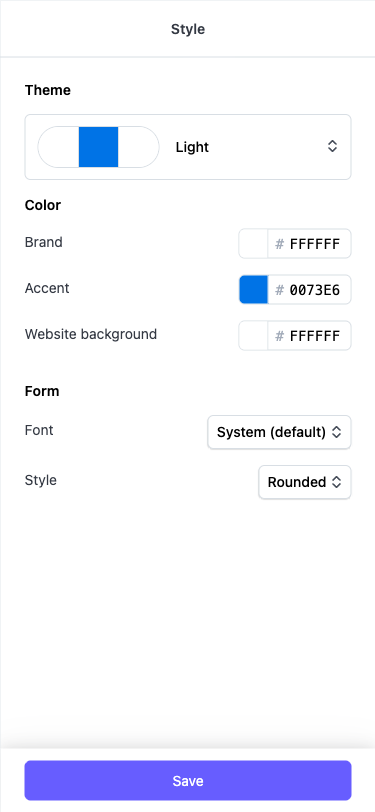 Style
Theme
Light
Color
Brand
# FFFFFF
Accent
# 0073E6
Website background
# FFFFFF
Form
Font
System (default)
Style
Rounded
Save